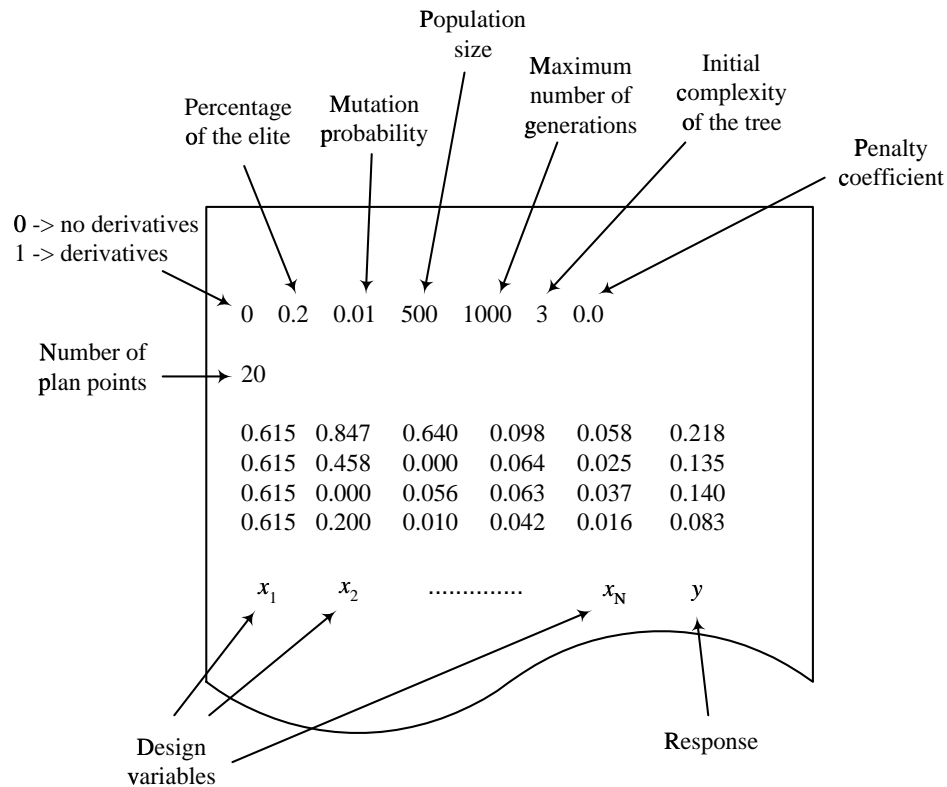 Population
size
Maximum
number of
generations
Initial
complexity
of the tree
Percentage
of the elite
Mutation
probability
Penalty
coefficient
0 -> no derivatives
1 -> derivatives
0 0.2 0.01 500 1000 3 0.0
Number of
plan points
20
0.615 0.847 0.640 0.098 0.058 0.218
0.615 0.458 0.000 0.064 0.025 0.135
0.615 0.000 0.056 0.063 0.037 0.140
0.615 0.200 0.010 0.042 0.016 0.083
x₁ x₂ .............. x_N y
Design
variables
Response